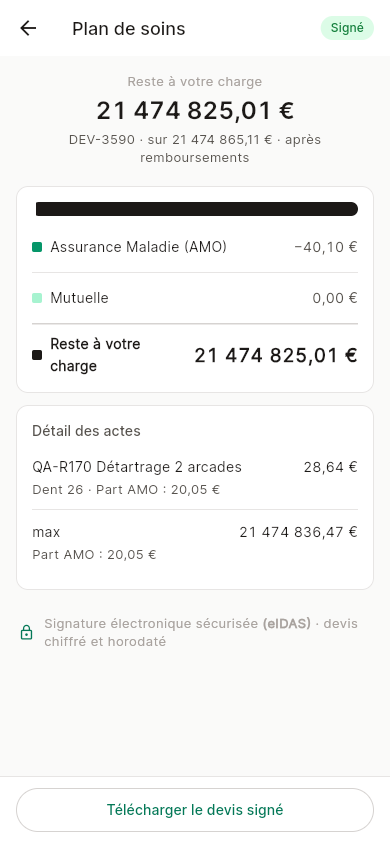 Plan de soins
Signé
Reste à votre charge
21 474 825,01 €
DEV-3590 · sur 21 474 865,11 € · après
remboursements
Assurance Maladie (AMO)
−40,10 €
Mutuelle
0,00 €
Reste à votre
charge
21 474 825,01 €
Détail des actes
QA-R170 Détartrage 2 arcades
28,64 €
Dent 26 · Part AMO : 20,05 €
max
21 474 836,47 €
Part AMO : 20,05 €
Signature électronique sécurisée (eIDAS) · devis
chiffré et horodaté
Télécharger le devis signé